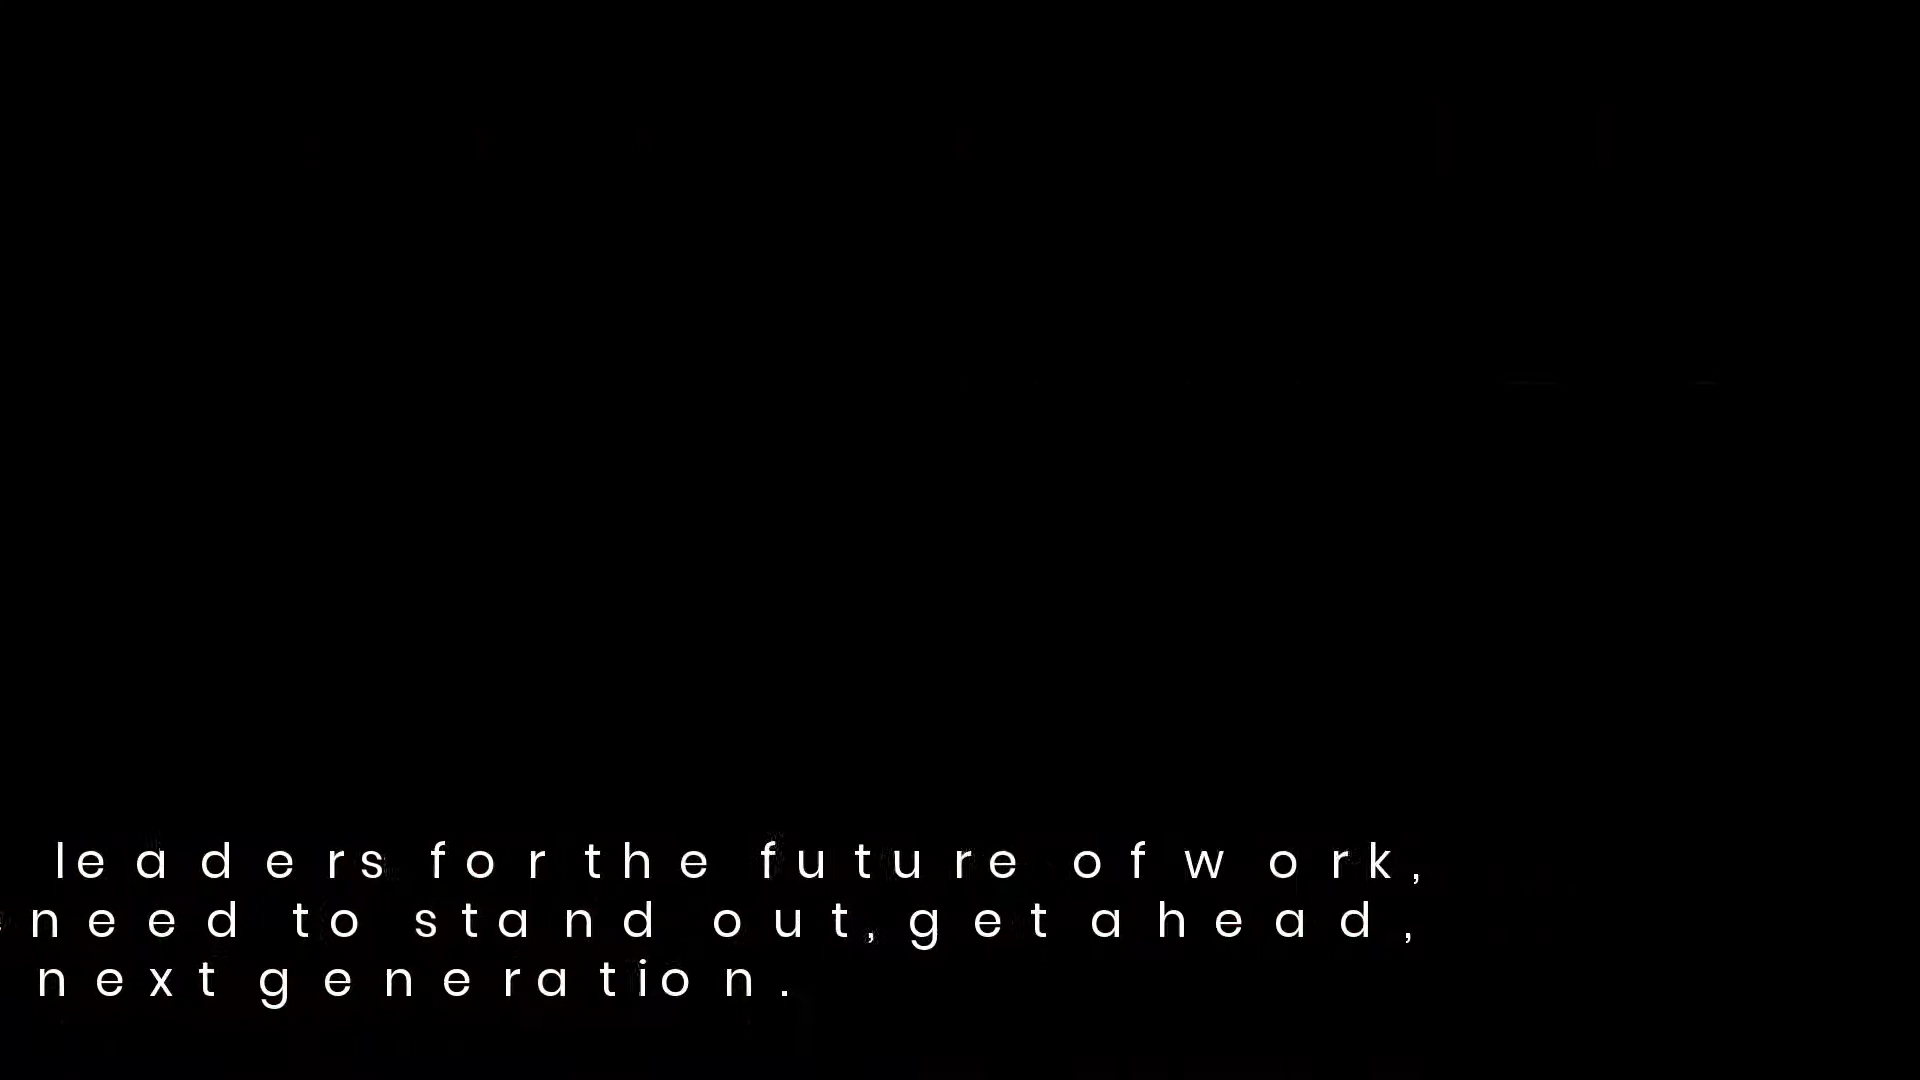 leaders for the future of work,
need to stand out, get ahead,
next generation.